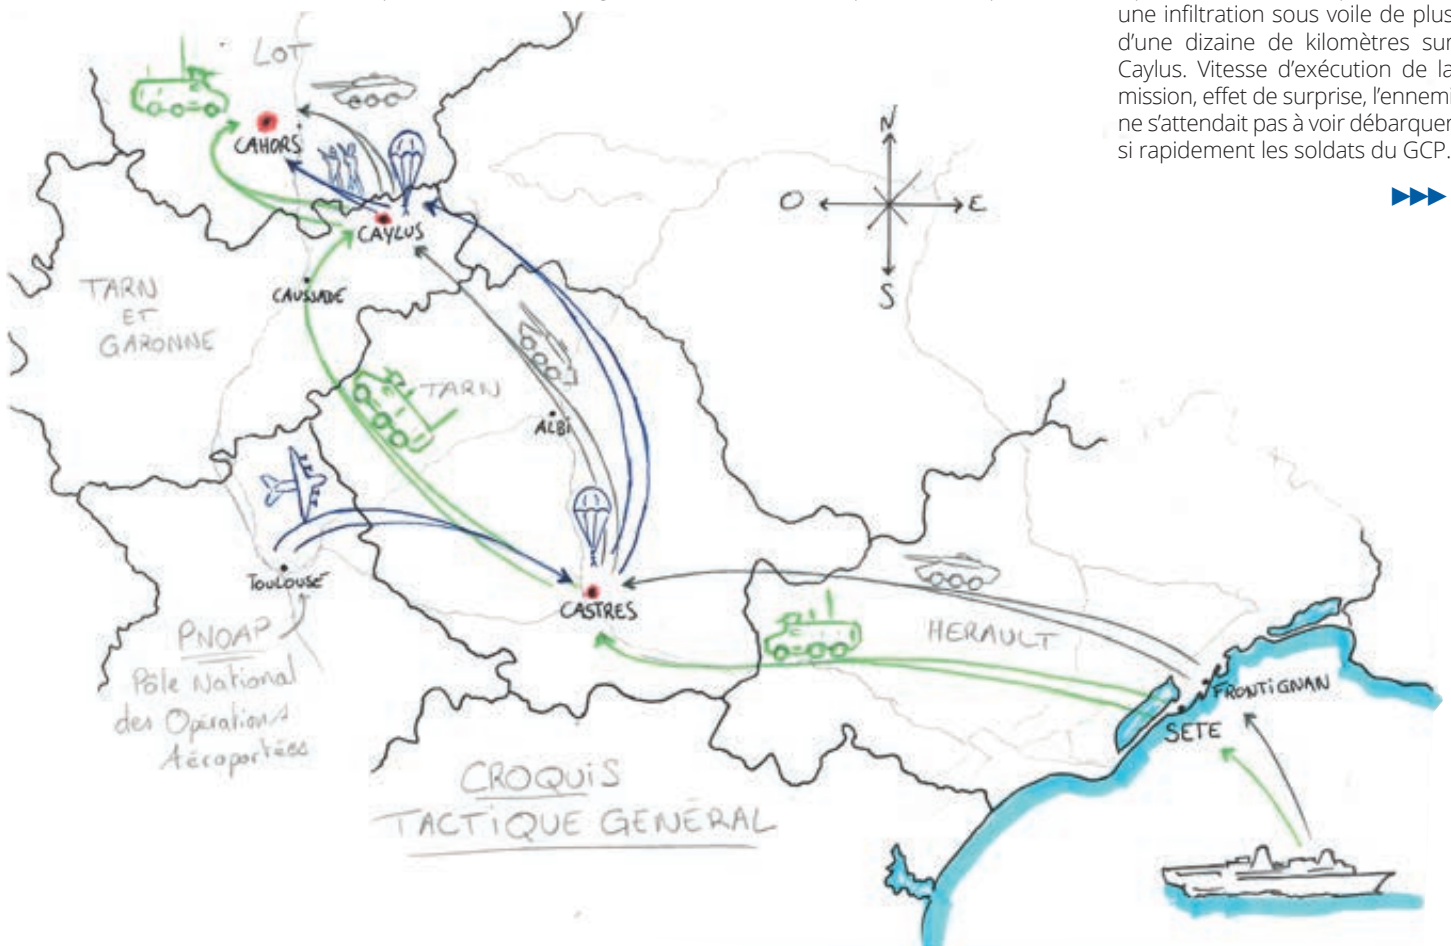 une infiltration sous voile de plus
d'une dizaine de kilomètres sur
Caylus. Vitesse d'exécution de la
mission, effet de surprise, l'ennemi
ne s'attendait pas à voir débarquer
si rapidement les soldats du GCP.
LOT
CAHORS
N
O
E
S
CAYLUS
TARN
ET
GARONNE
CAUSSADE
TARN
ALBI
TOULOUSE
CASTRES
PNOAP
Pôle National
des Opérations
Aéroportées
HERAULT
FRONTIGNAN
SETE
CROQUIS
TACTIQUE GENÉRAL